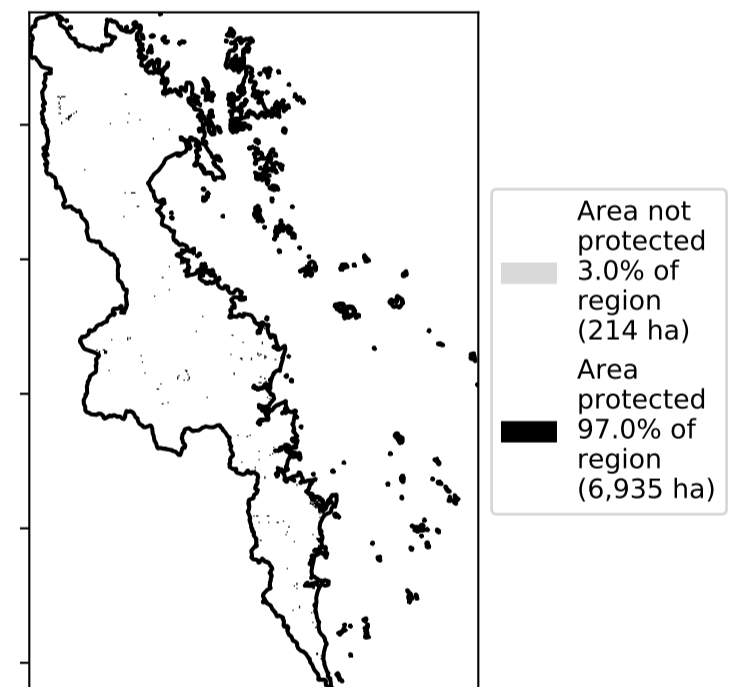 Area not
protected
3.0% of
region
(214 ha)
Area
protected
97.0% of
region
(6,935 ha)